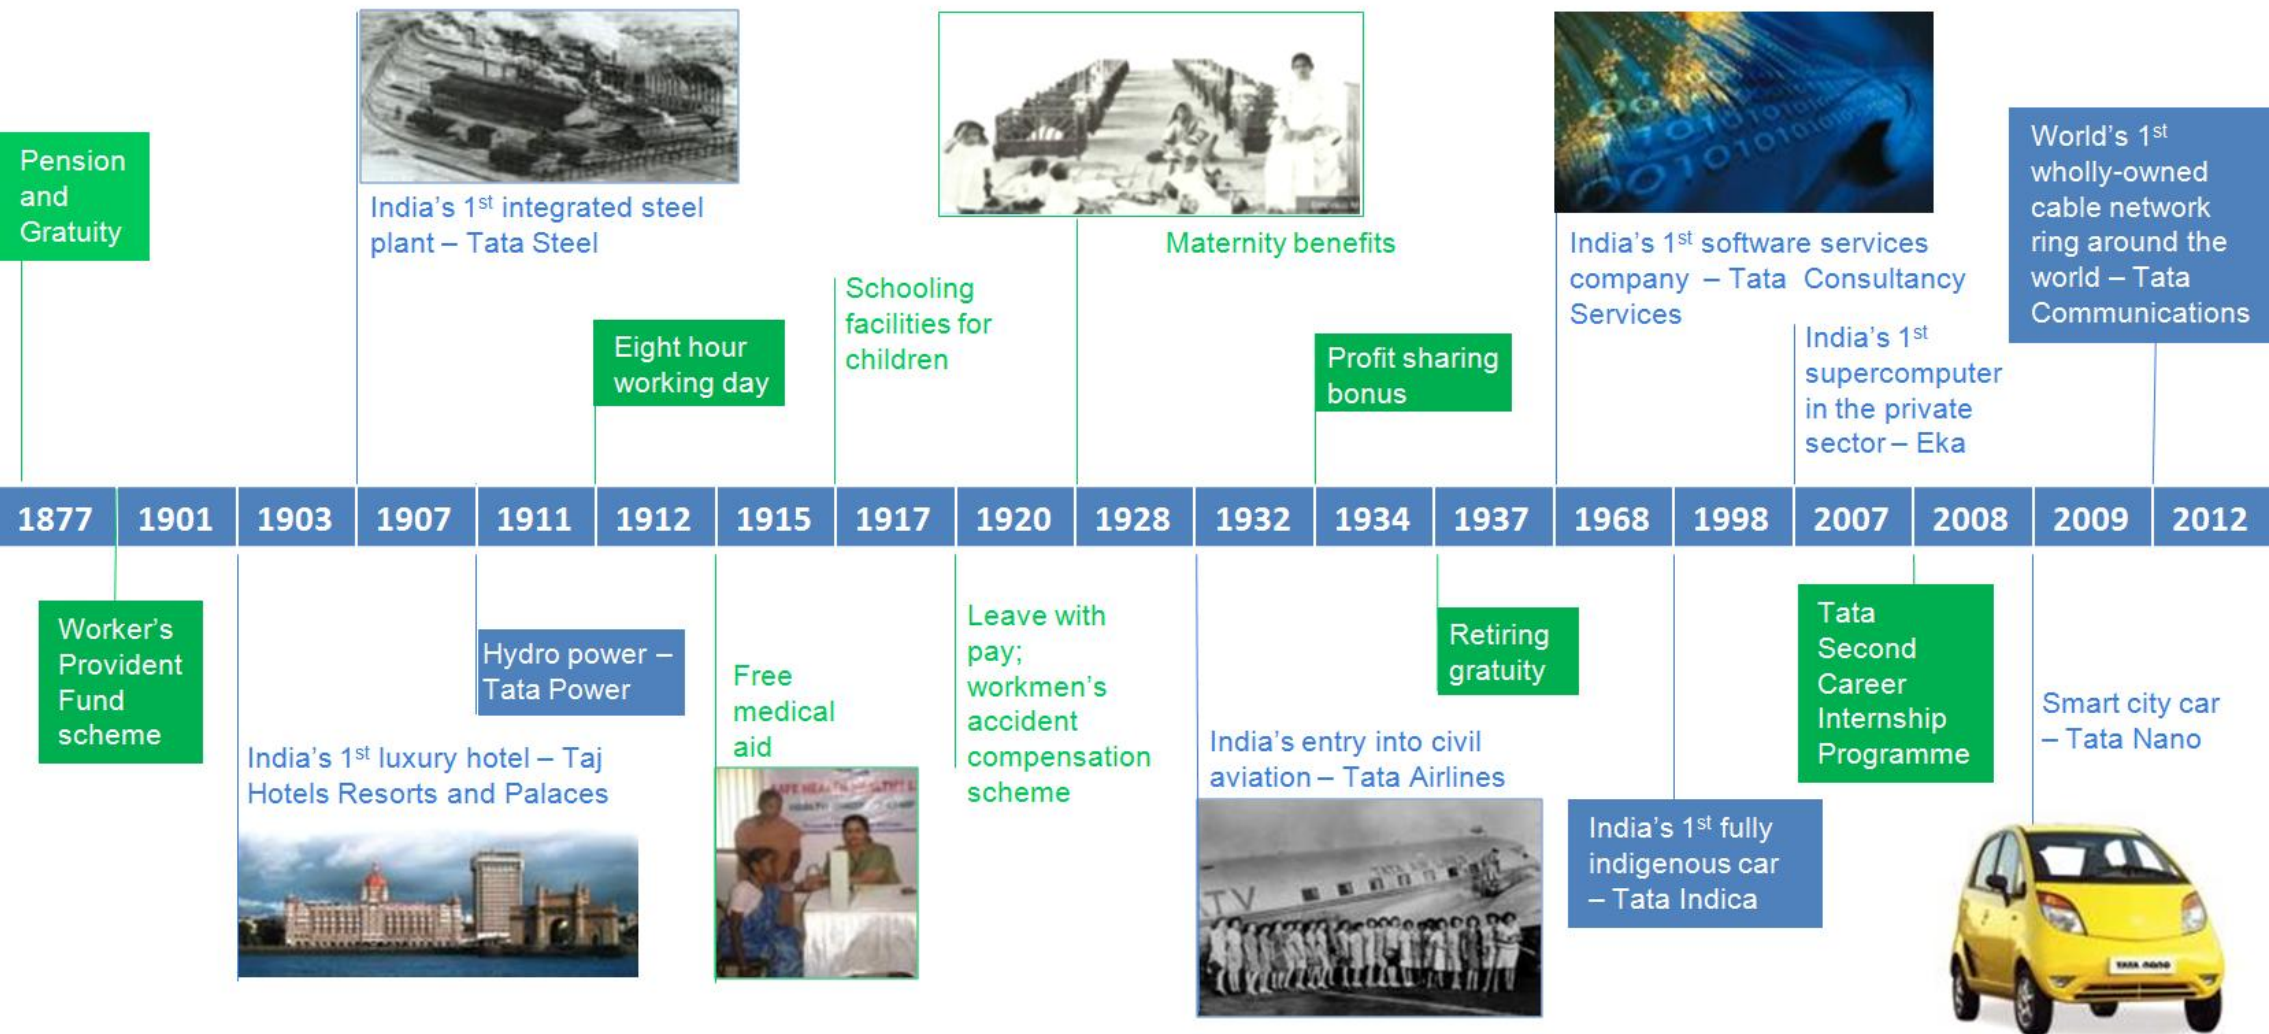 Pension
and
Gratuity
India's 1st integrated steel
plant – Tata Steel
Eight hour
working day
Schooling
facilities for
children
Maternity benefits
Profit sharing
bonus
India's 1st software services
company – Tata Consultancy
Services
India's 1st
supercomputer
in the private
sector – Eka
World's 1st
wholly-owned
cable network
ring around the
world – Tata
Communications
1877 1901 1903 1907 1911 1912 1915 1917 1920 1928 1932 1934 1937 1968 1998 2007 2008 2009 2012
Worker's
Provident
Fund
scheme
India's 1st luxury hotel – Taj
Hotels Resorts and Palaces
Hydro power –
Tata Power
Free
medical
aid
Leave with
pay;
workmen's
accident
compensation
scheme
India's entry into civil
aviation – Tata Airlines
Retiring
gratuity
India's 1st fully
indigenous car
– Tata Indica
Tata
Second
Career
Internship
Programme
Smart city car
– Tata Nano
TATA nano